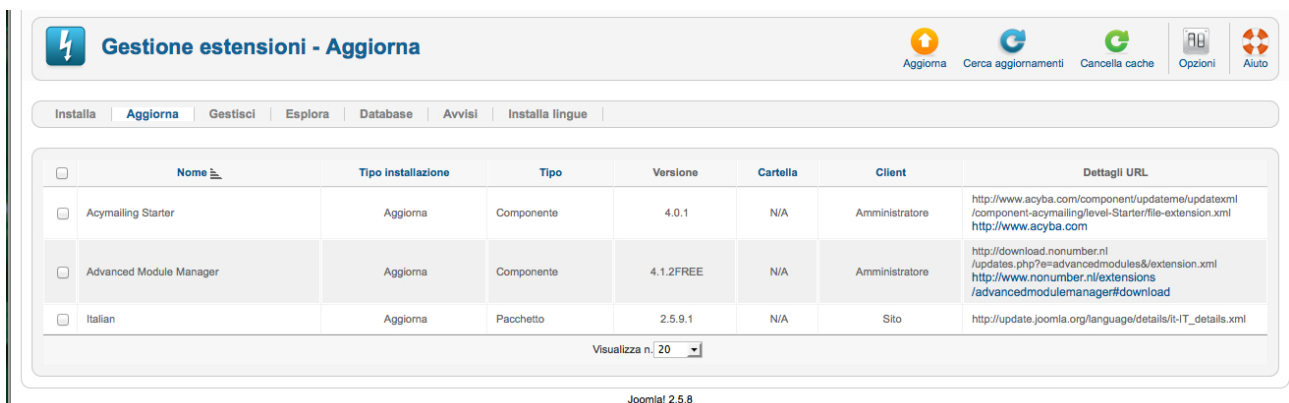 Gestione estensioni - Aggiorna
Aggiorna Cerca aggiornamenti Cancella cache Opzioni Aiuto
Installa Aggiorna Gestisci Esplora Database Avvisi Installa lingue
Nome Tipo installazione Tipo Versione Cartella Client Dettagli URL
Acymailing Starter Aggiorna Componente 4.0.1 N/A Amministratore
http://www.acyba.com/component/updateme/updatexml
/component-acymailing/level-Starter/file-extension.xml
http://www.acyba.com
Advanced Module Manager Aggiorna Componente 4.1.2FREE N/A Amministratore
http://download.nonumber.nl
/updates.php?e=advancedmodules&/extension.xml
http://www.nonumber.nl/extensions
/advancedmodulemanager#download
Italian Aggiorna Pacchetto 2.5.9.1 N/A Sito http://update.joomla.org/language/details/it-IT_details.xml
Visualizza n. 20
Joomla! 2.5.8